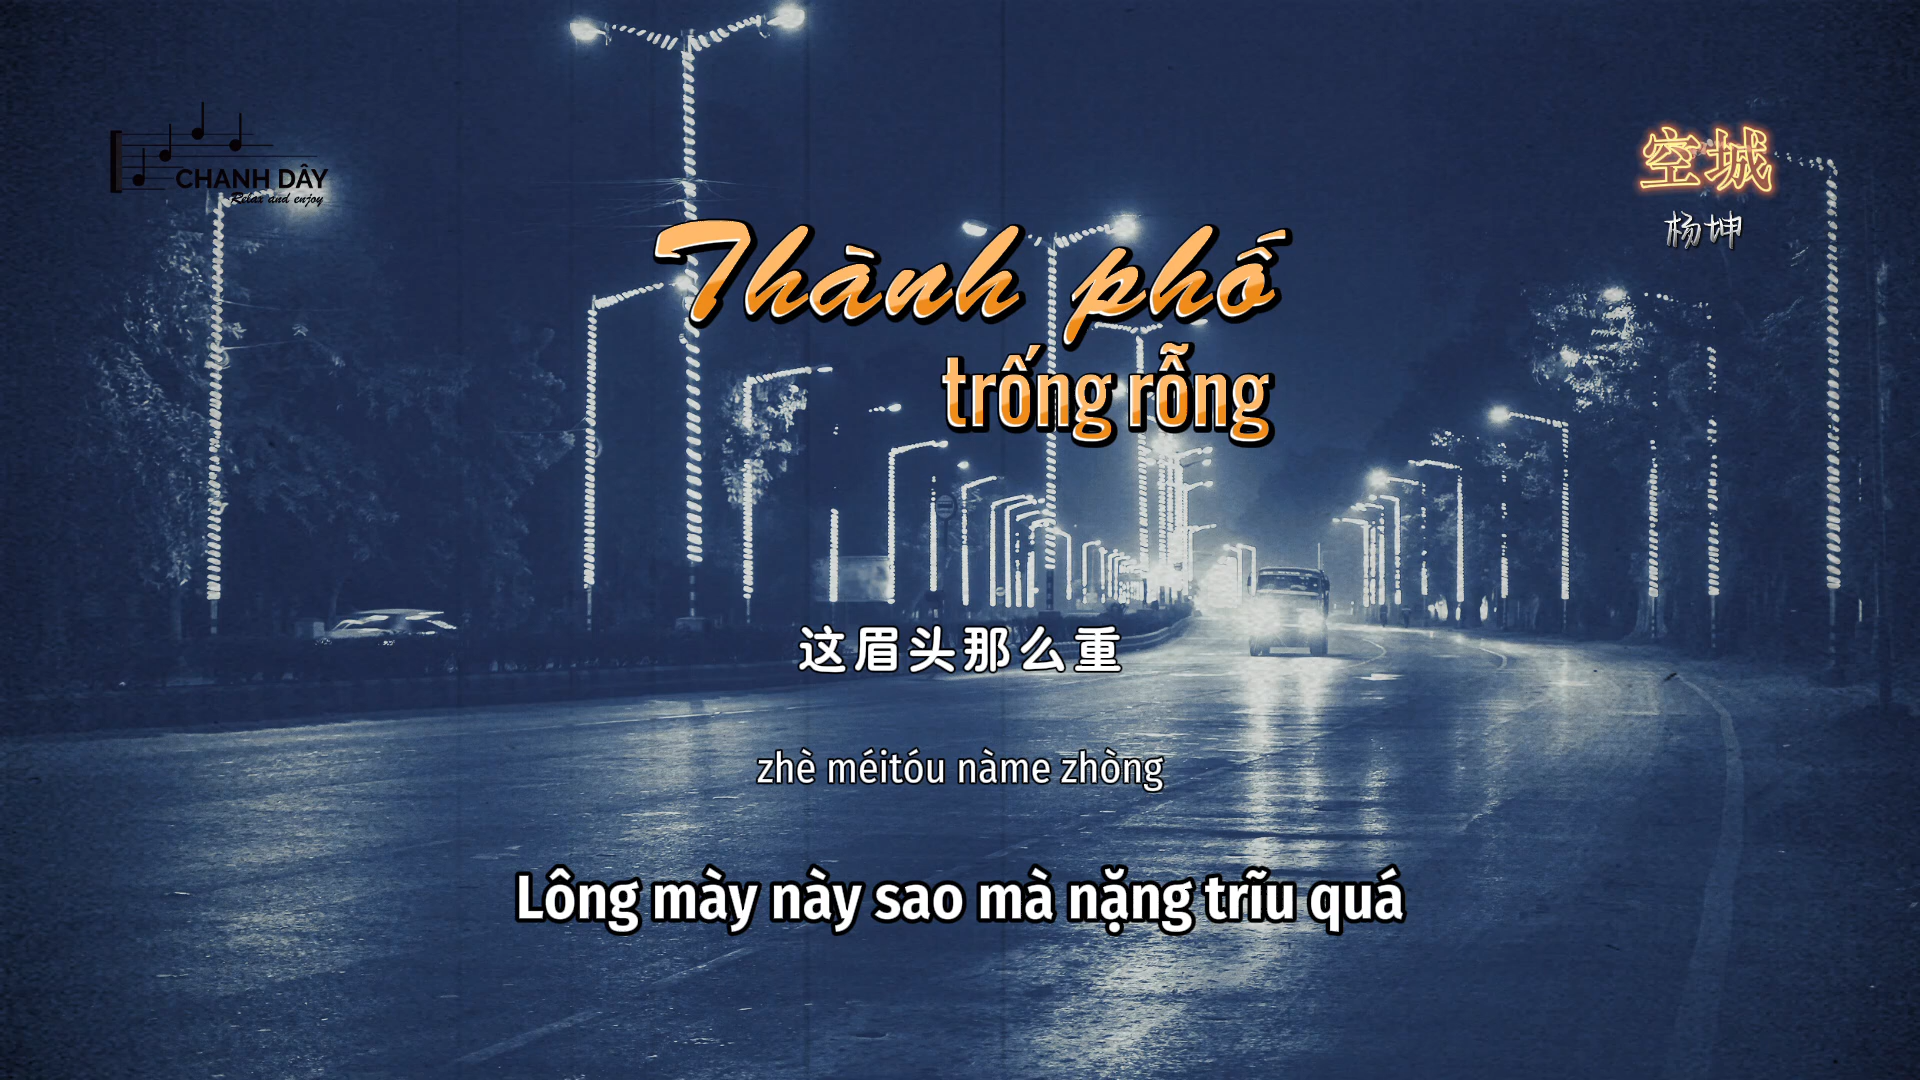 CHANH DÂY
Relax and enjoy
空城
杨坤
Thành phố
trống rỗng
这眉头那么重
zhè méitóu nàme zhòng
Lông mày này sao mà nặng trĩu quá